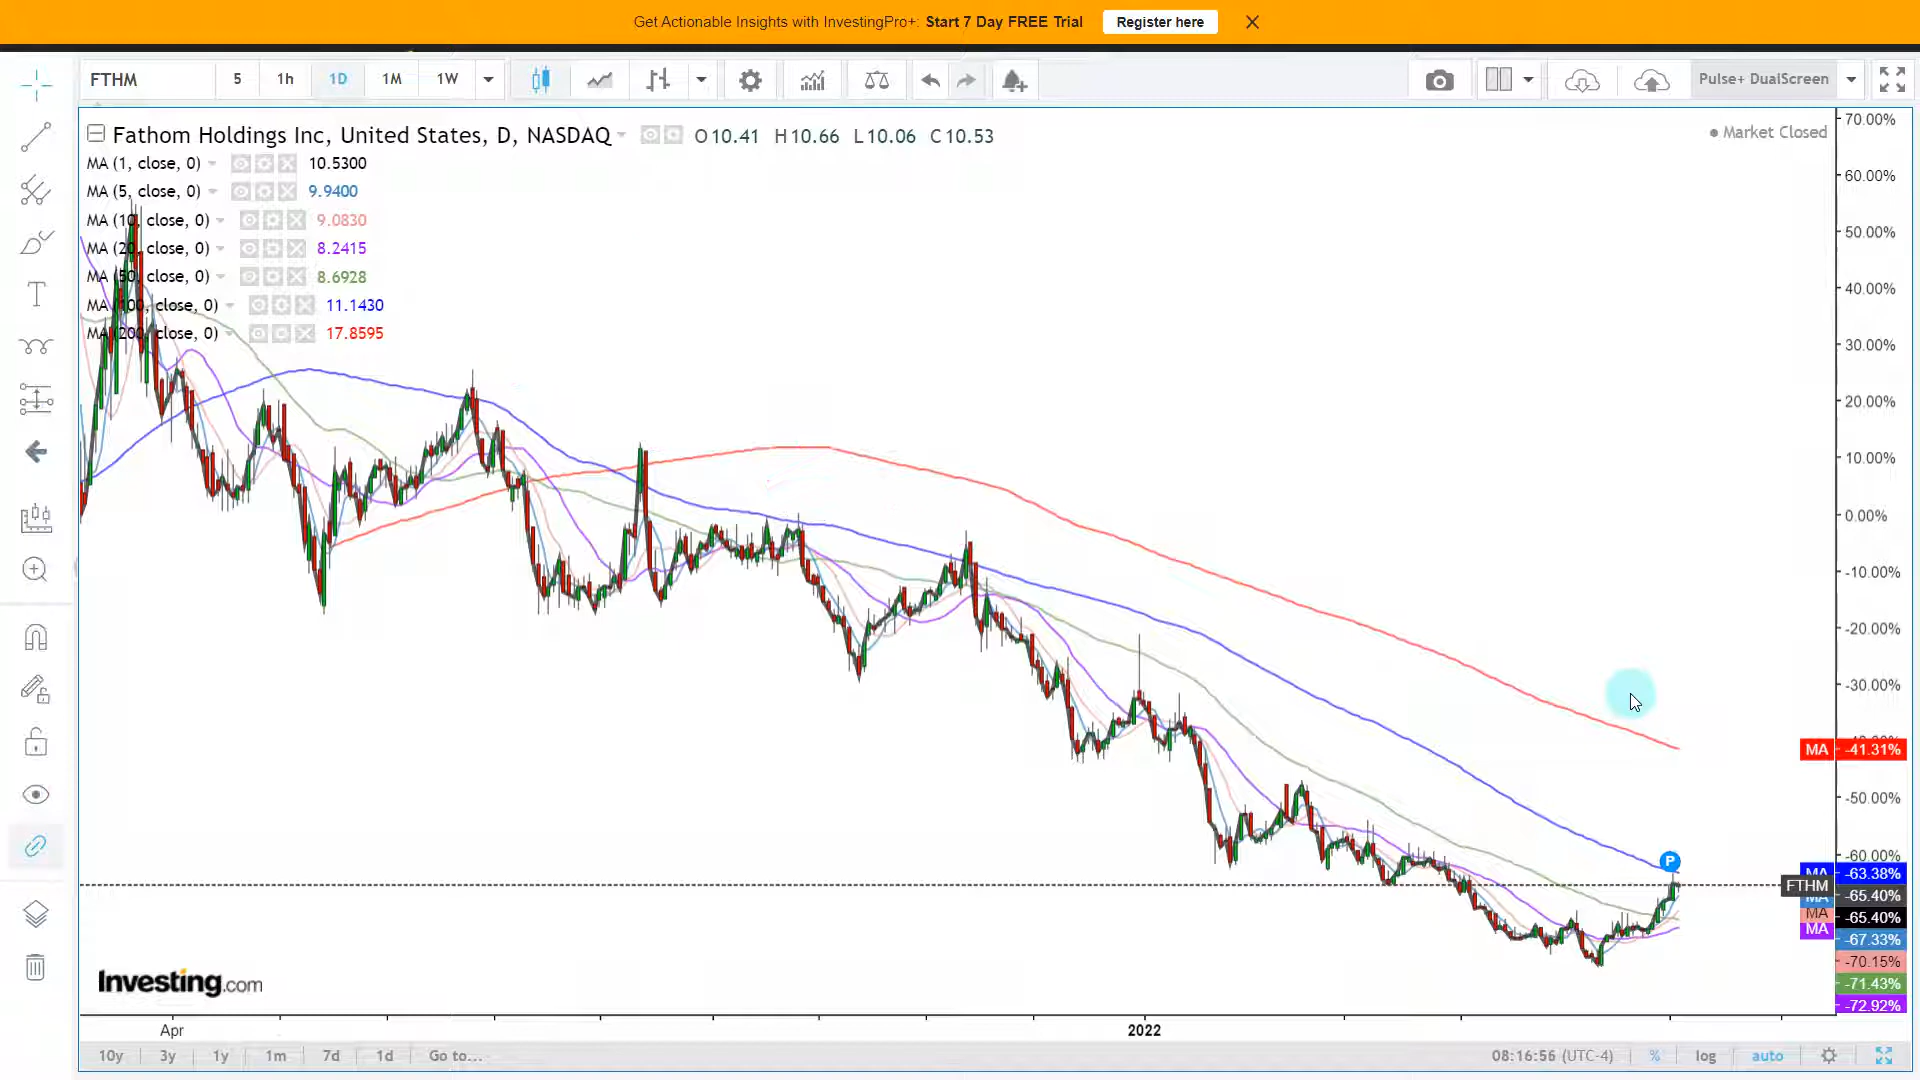 Get Actionable Insights with InvestingPro+: Start 7 Day FREE Trial Register here
FTHM 5 1h 1D 1M 1W Pulse+ DualScreen
Fathom Holdings Inc, United States, D, NASDAQ O10.41 H10.66 L10.06 C10.53
Market Closed
MA (1, close, 0) 10.5300
MA (5, close, 0) 9.9400
MA (10, close, 0) 9.0830
MA (20, close, 0) 8.2415
MA (50, close, 0) 8.6928
MA (100, close, 0) 11.1430
MA (200, close, 0) 17.8595
70.00%
60.00%
50.00%
40.00%
30.00%
20.00%
10.00%
0.00%
-10.00%
-20.00%
-30.00%
MA -41.31%
-50.00%
-60.00%
P
MA -63.38%
FTHM -65.40%
MA
MA -65.40%
MA -67.33%
-70.15%
-71.43%
-72.92%
Investing.com
Apr 2022
10y 3y 1y 1m 7d 1d Go to... 08:16:56 (UTC-4) % log auto